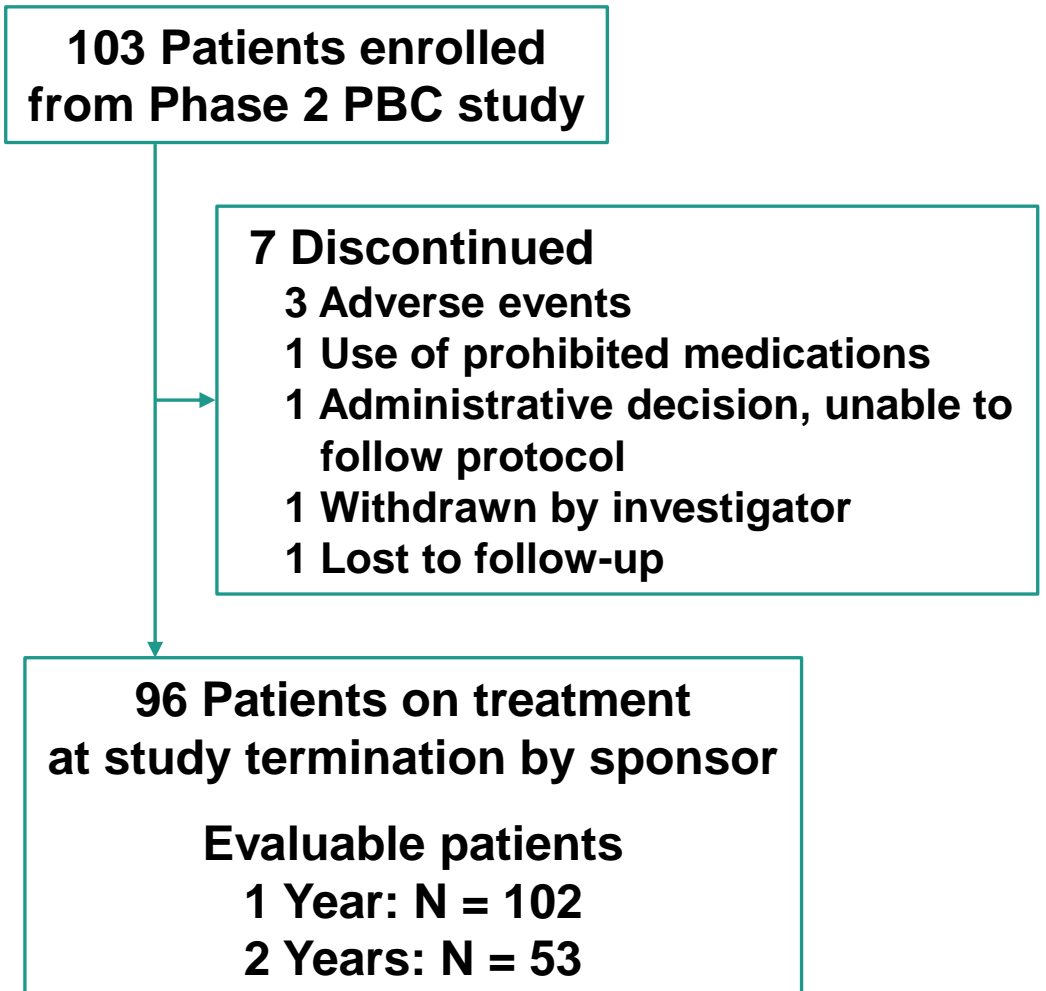 103 Patients enrolled
from Phase 2 PBC study
7 Discontinued
3 Adverse events
1 Use of prohibited medications
1 Administrative decision, unable to
follow protocol
1 Withdrawn by investigator
1 Lost to follow-up
96 Patients on treatment
at study termination by sponsor
Evaluable patients
1 Year: N = 102
2 Years: N = 53